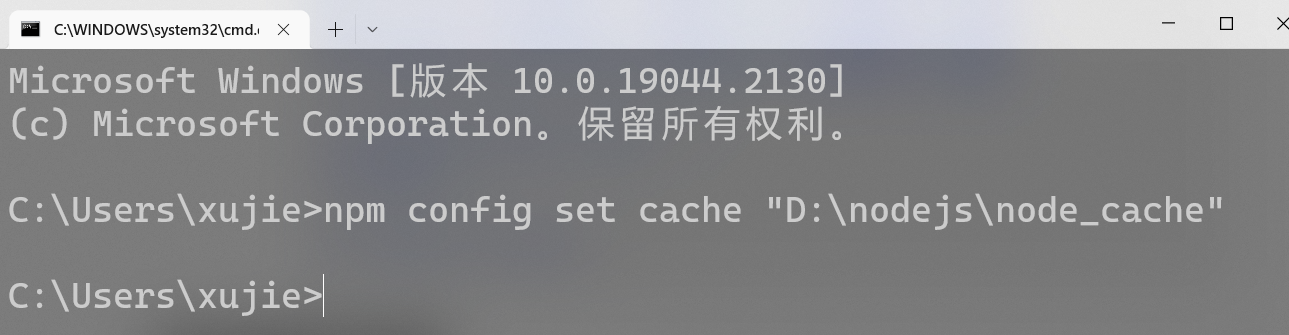 C:\WINDOWS\system32\cmd.
Microsoft Windows [版本 10.0.19044.2130]
(c) Microsoft Corporation。保留所有权利。
C:\Users\xujie>npm config set cache "D:\nodejs\node_cache"
C:\Users\xujie>